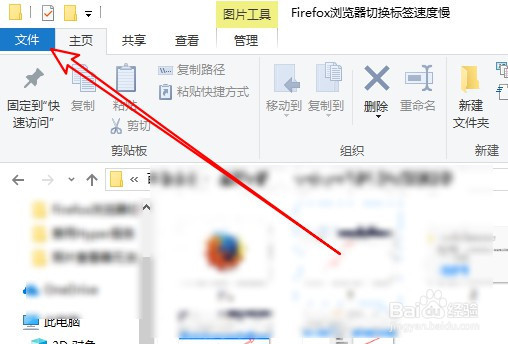 图片工具
Firefox浏览器切换标签速度慢
文件
主页
共享
查看
管理
固定到"快
速访问"
复制
粘贴
复制路径
粘贴快捷方式
剪切
移动到
复制到
删除
重命名
新建
文件夹
剪贴板
组织
新建
OneDrive
此电脑
3D 对象
Baidu经验